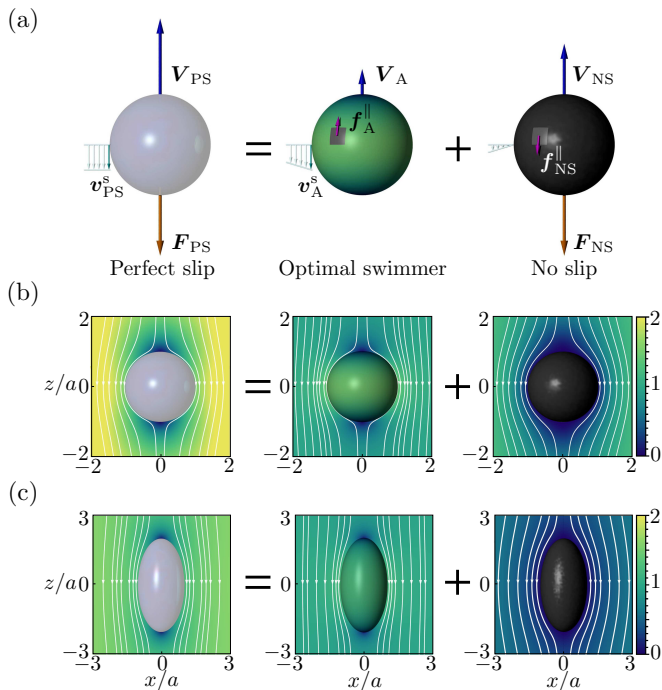 (a)
V_PS V_A V_NS
f_A^∥
f_NS^∥
v_PS^s v_A^s
F_PS F_NS
= +
Perfect slip Optimal swimmer No slip
(b)
2 2 2 2
z/a 0 = 0 + 0 1
−2 −2 −2 0
−2 0 2 −2 0 2 −2 0 2
(c)
3 3 3 2
z/a 0 = 0 + 0 1
−3 −3 −3 0
−3 0 3 −3 0 3 −3 0 3
x/a x/a x/a